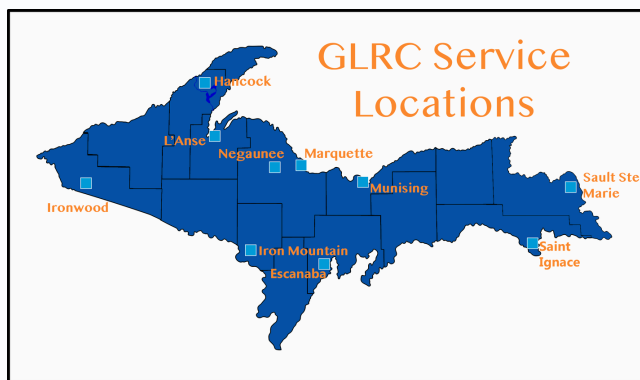 GLRC Service
Locations
Hancock
L'Anse
Negaunee
Marquette
Munising
Sault Ste
Marie
Ironwood
Iron Mountain
Escanaba
Saint
Ignace